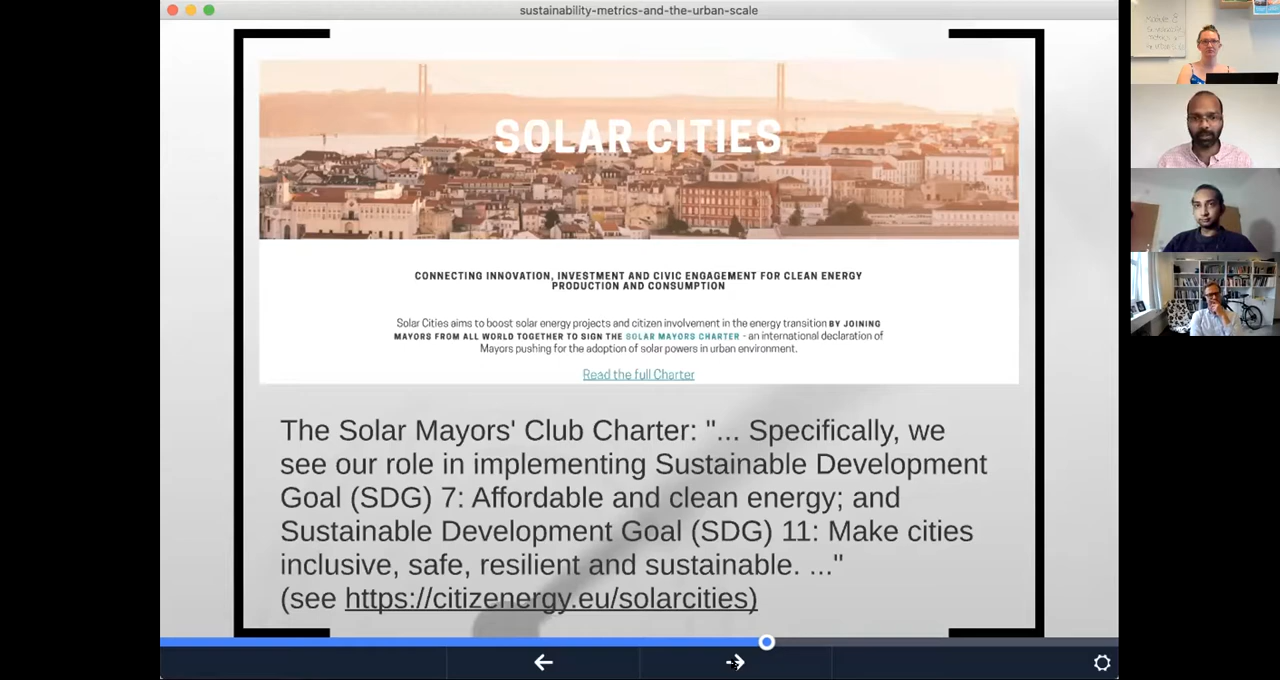 sustainability-metrics-and-the-urban-scale
SOLAR CITIES
CONNECTING INNOVATION, INVESTMENT AND CIVIC ENGAGEMENT FOR CLEAN ENERGY
PRODUCTION AND CONSUMPTION
Solar Cities aims to boost solar energy projects and citizen involvement in the energy transition BY JOINING
MAYORS FROM ALL WORLD TOGETHER TO SIGN THE SOLAR MAYORS CHARTER - an international declaration of
Mayors pushing for the adoption of solar powers in urban environment.
Read the full Charter
The Solar Mayors' Club Charter: "... Specifically, we
see our role in implementing Sustainable Development
Goal (SDG) 7: Affordable and clean energy; and
Sustainable Development Goal (SDG) 11: Make cities
inclusive, safe, resilient and sustainable. ..."
(see https://citizenergy.eu/solarcities)